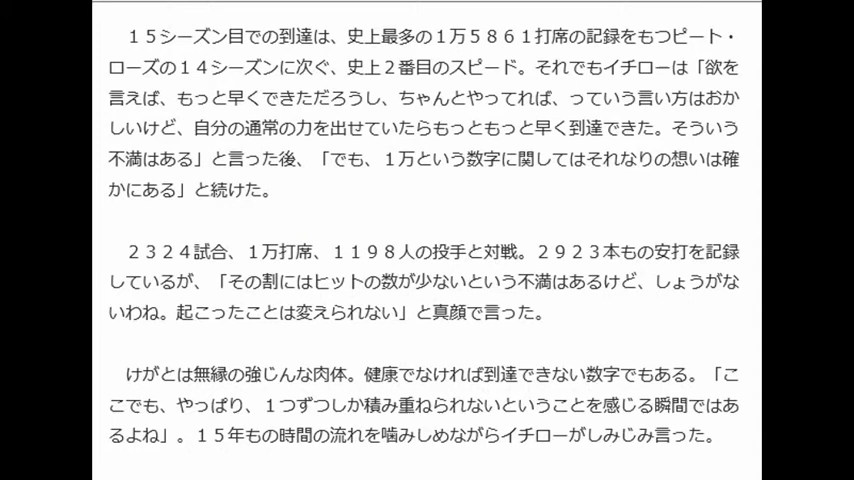 １５シーズン目での到達は、史上最多の１万５８６１打席の記録をもつピート・
ローズの１４シーズンに次ぐ、史上２番目のスピード。それでもイチローは「欲を
言えば、もっと早くできただろうし、ちゃんとやってれば、っていう言い方はおか
しいけど、自分の通常の力を出せていたらもっともっと早く到達できた。そういう
不満はある」と言った後、「でも、１万という数字に関してはそれなりの想いは確
かにある」と続けた。
２３２４試合、１万打席、１１９８人の投手と対戦。２９２３本もの安打を記録
しているが、「その割にはヒットの数が少ないという不満はあるけど、しょうがな
いわね。起こったことは変えられない」と真顔で言った。
けがとは無縁の強じんな肉体。健康でなければ到達できない数字でもある。「こ
こでも、やっぱり、１つずつしか積み重ねられないということを感じる瞬間ではあ
るよね」。１５年もの時間の流れを噛みしめながらイチローがしみじみ言った。